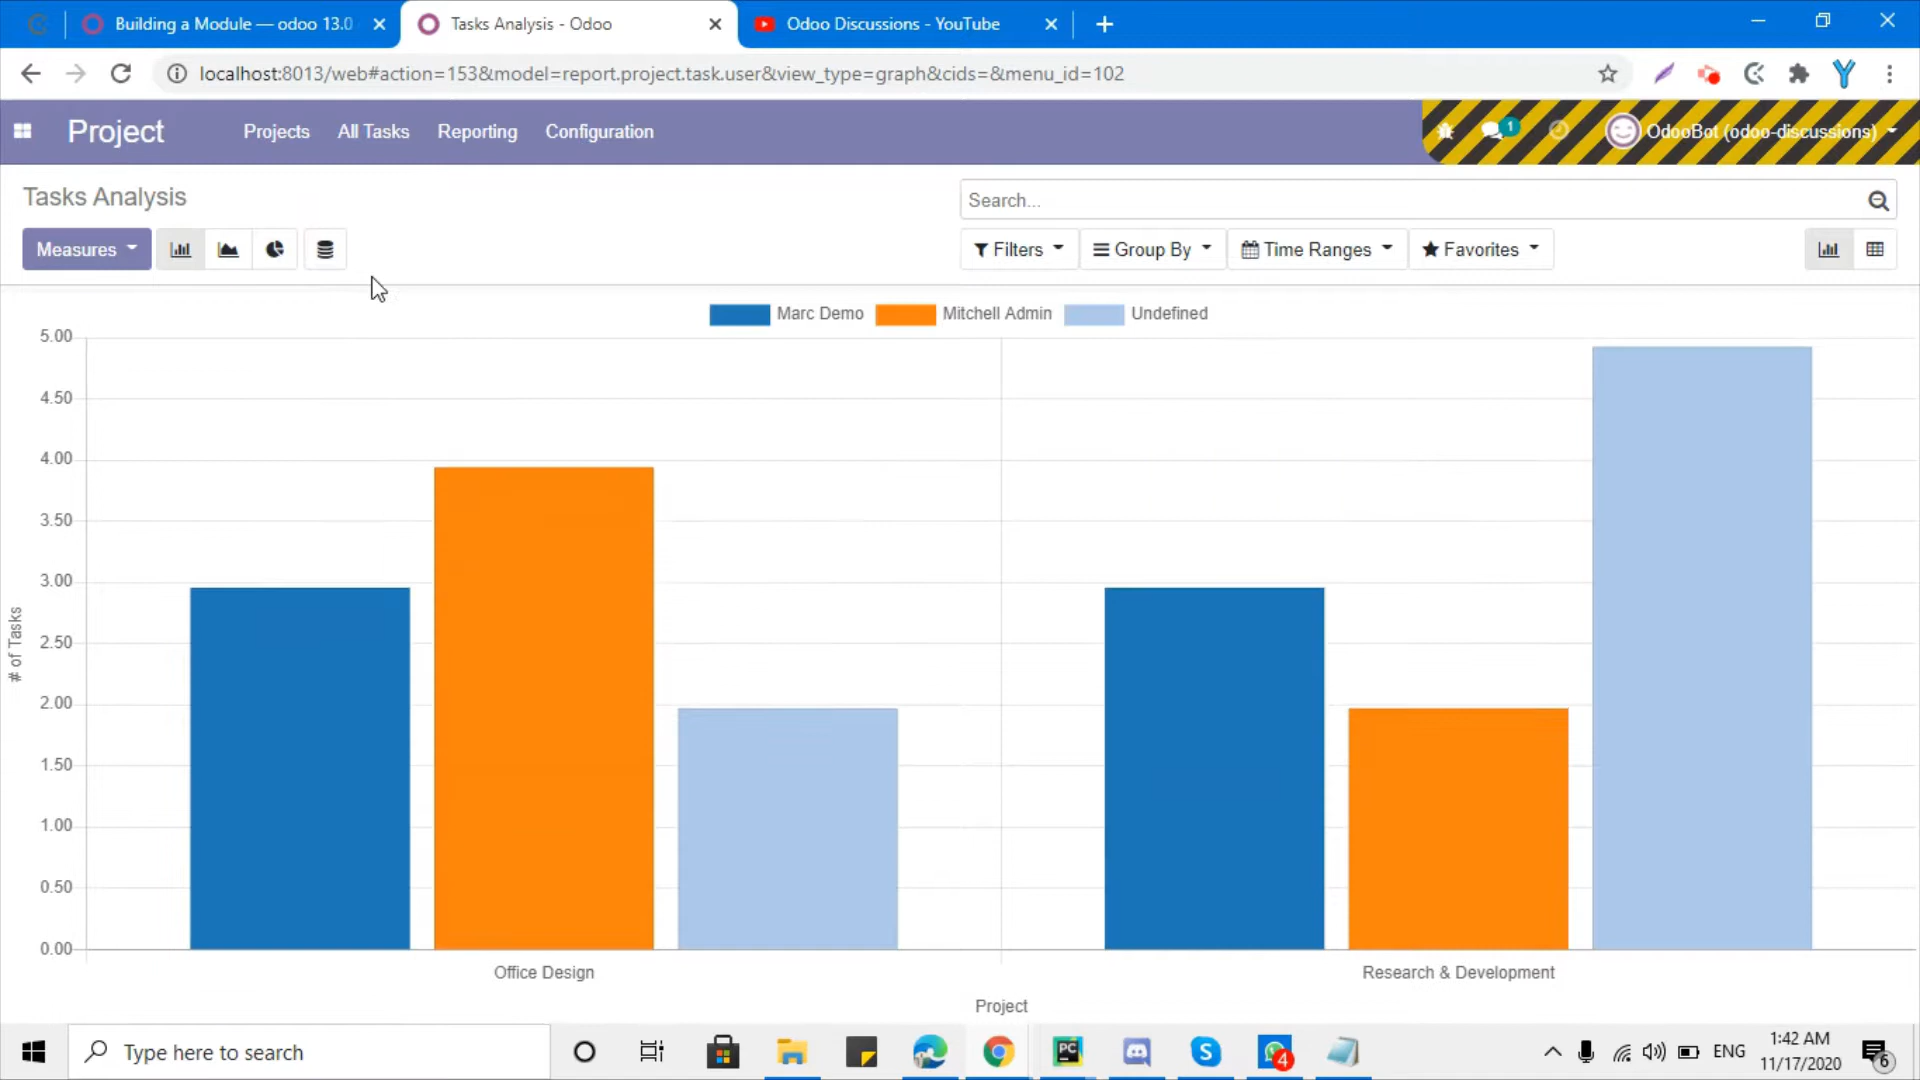 Building a Module — odoo 13.0
Tasks Analysis - Odoo
Odoo Discussions - YouTube
localhost:8013/web#action=153&model=report.project.task.user&view_type=graph&cids=&menu_id=102
Project
Projects
All Tasks
Reporting
Configuration
1
OdooBot (odoo-discussions)
Tasks Analysis
Search...
Measures
Filters
Group By
Time Ranges
Favorites
Marc Demo
Mitchell Admin
Undefined
5.00
4.50
4.00
3.50
3.00
2.50
2.00
1.50
1.00
0.50
0.00
# of Tasks
Office Design
Research & Development
Project
Type here to search
PC
S
4
ENG
1:42 AM
11/17/2020
6